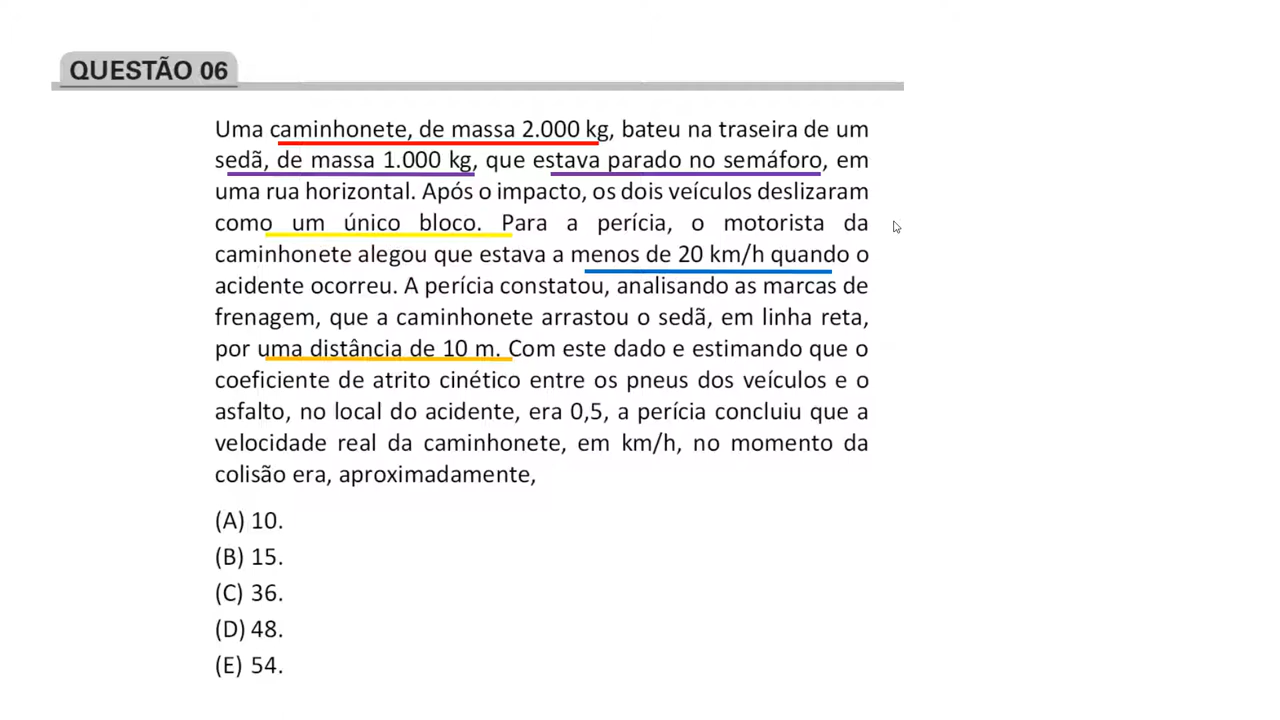 QUESTÃO 06
Uma caminhonete, de massa 2.000 kg, bateu na traseira de um
sedã, de massa 1.000 kg, que estava parado no semáforo, em
uma rua horizontal. Após o impacto, os dois veículos deslizaram
como um único bloco. Para a perícia, o motorista da
caminhonete alegou que estava a menos de 20 km/h quando o
acidente ocorreu. A perícia constatou, analisando as marcas de
frenagem, que a caminhonete arrastou o sedã, em linha reta,
por uma distância de 10 m. Com este dado e estimando que o
coeficiente de atrito cinético entre os pneus dos veículos e o
asfalto, no local do acidente, era 0,5, a perícia concluiu que a
velocidade real da caminhonete, em km/h, no momento da
colisão era, aproximadamente,
(A) 10.
(B) 15.
(C) 36.
(D) 48.
(E) 54.